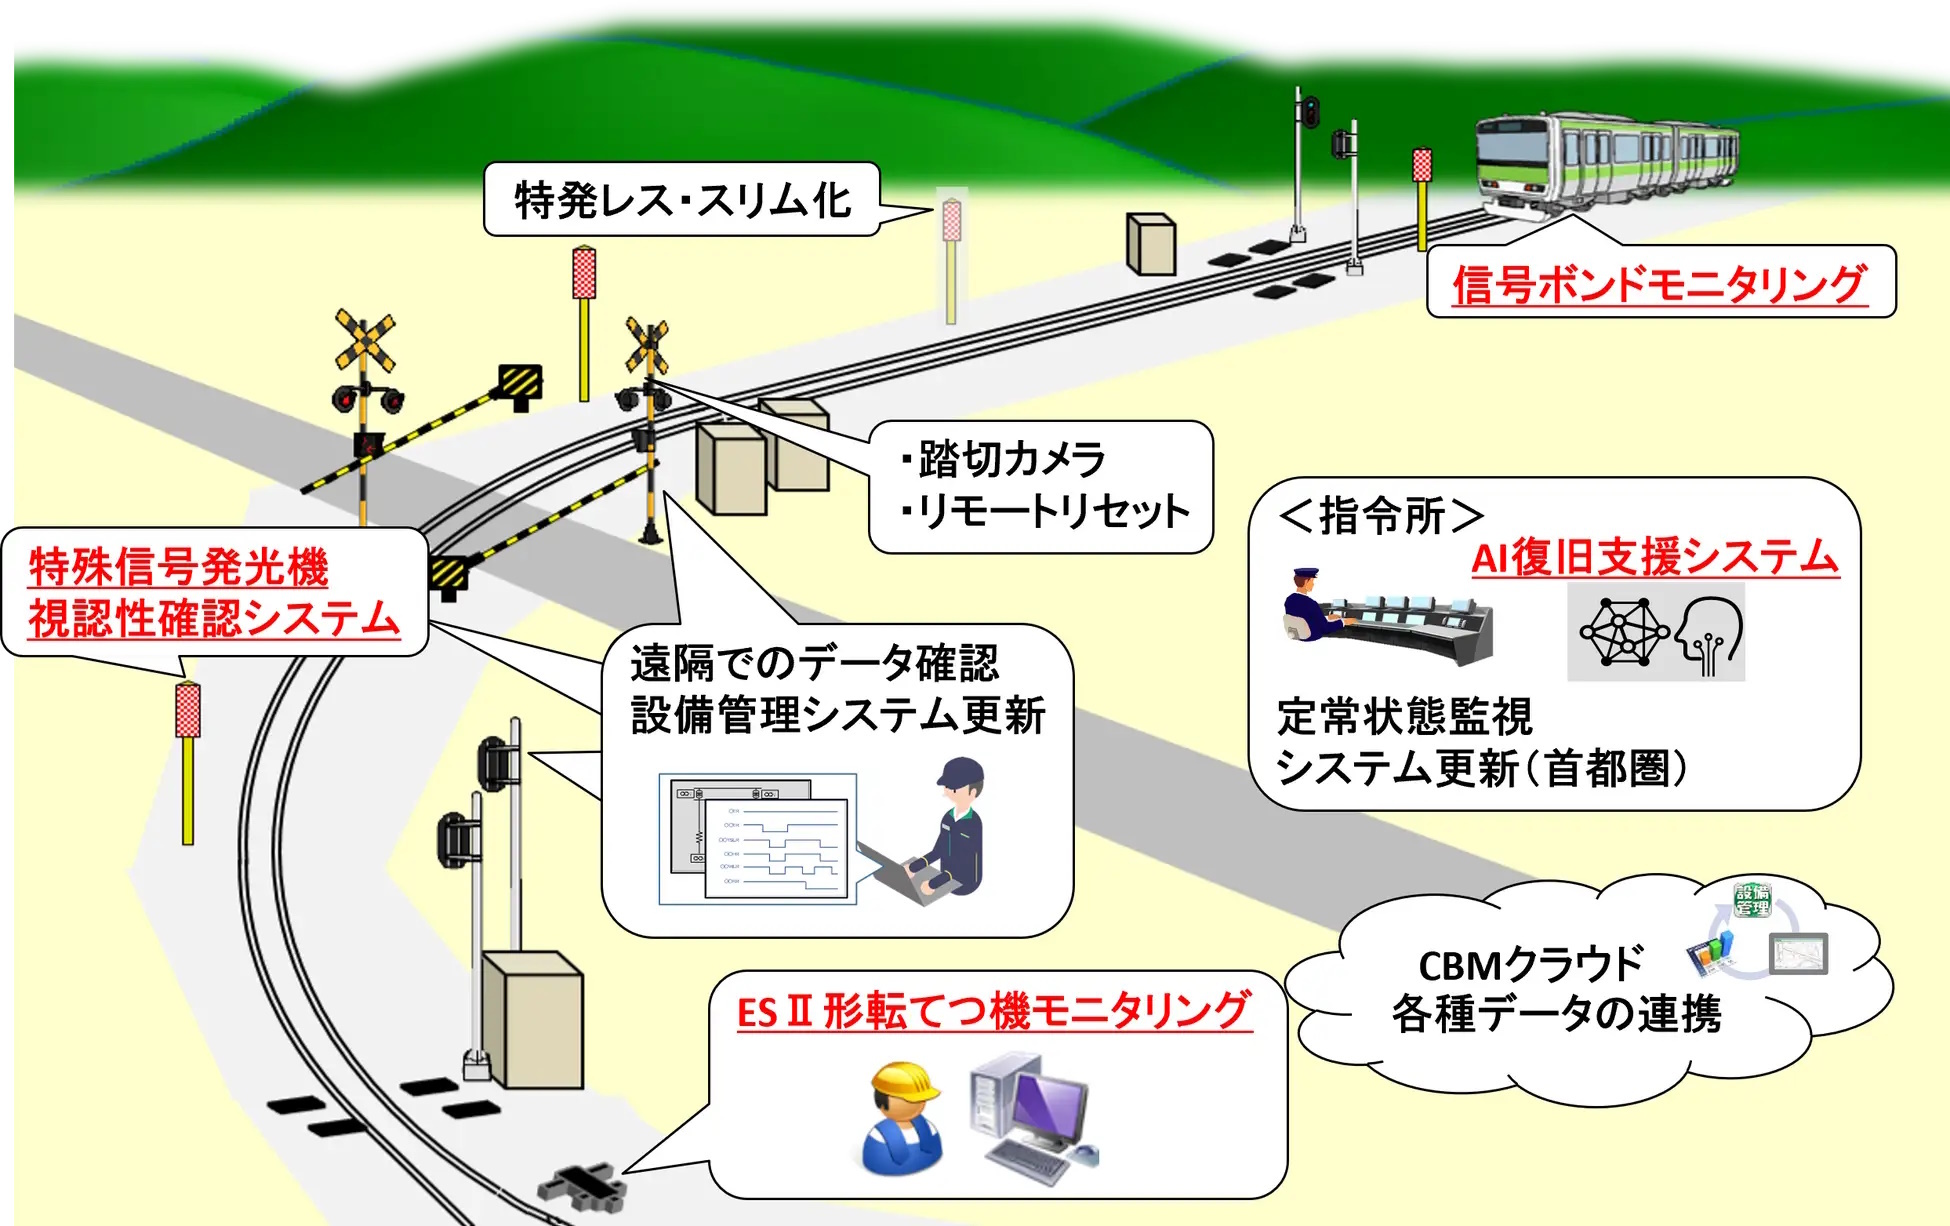 特発レス・スリム化
信号ボンドモニタリング
・踏切カメラ
・リモートリセット
＜指令所＞
AI復旧支援システム
定常状態監視
システム更新（首都圏）
特殊信号発光機
視認性確認システム
遠隔でのデータ確認
設備管理システム更新
設備
管理
CBMクラウド
各種データの連携
ESⅡ形転てつ機モニタリング